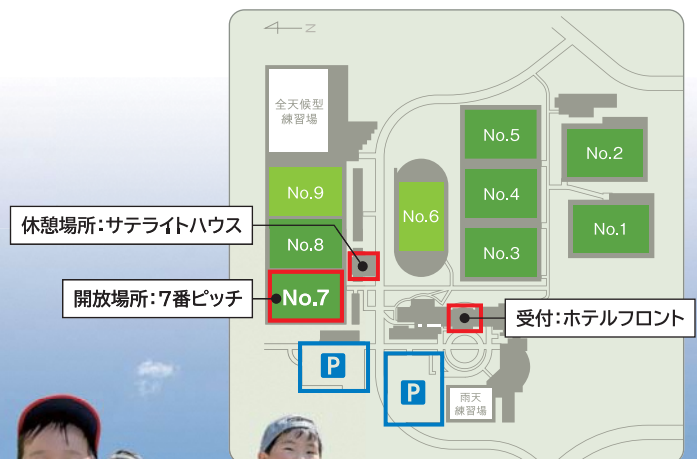 N
全天候型
練習場
No.5
No.2
No.9
No.4
No.6
No.1
休憩場所:サテライトハウス
No.8
No.3
開放場所:7番ピッチ
No.7
受付:ホテルフロント
P
P
雨天
練習場